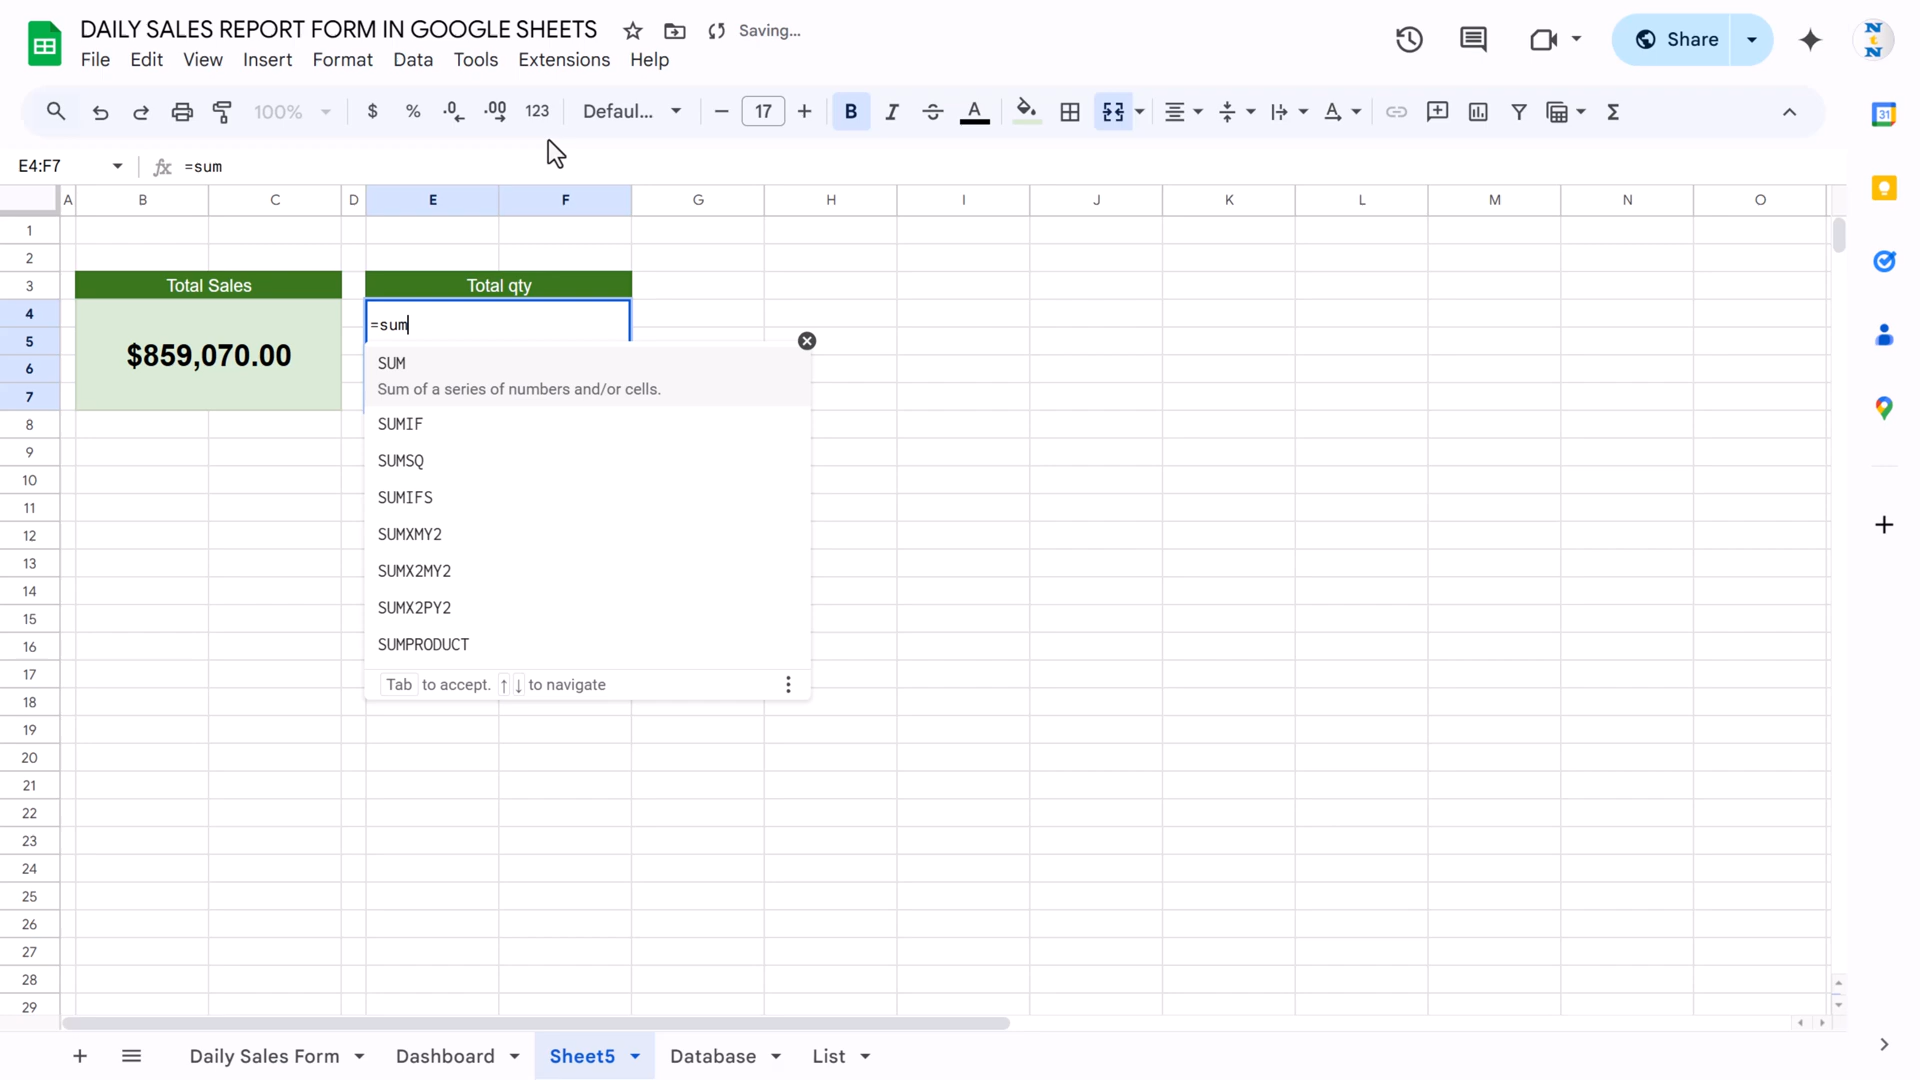 DAILY SALES REPORT FORM IN GOOGLE SHEETS Saving...
File Edit View Insert Format Data Tools Extensions Help
Share
100% $ % .0 .00 123 Defaul... 17 B I A A Σ
31
E4:F7 fx =sum
A B C D E F G H I J K L M N O
1
2
3 Total Sales Total qty
4 =sum
5 $859,070.00 SUM
6 Sum of a series of numbers and/or cells.
7
8 SUMIF
9 SUMSQ
10
11 SUMIFS
12 SUMXMY2
13 SUMX2MY2
14
15 SUMX2PY2
16 SUMPRODUCT
17 Tab to accept. ↑ ↓ to navigate
18
19
20
21
22
23
24
25
26
27
28
29
Daily Sales Form Dashboard Sheet5 Database List